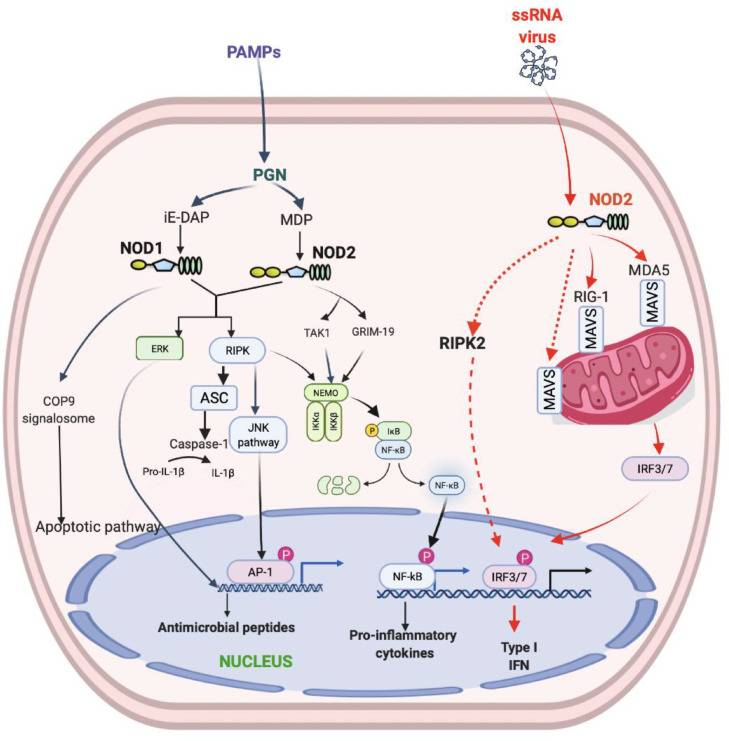 ssRNA
virus
PAMPs
PGN
NOD2
iE-DAP
MDP
NOD1
NOD2
MDA5
RIG-1
MAVS
MAVS
MAVS
TAK1
GRIM-19
RIPK2
ERK
RIPK
NEMO
IKKα
IKKβ
ASC
COP9
signalosome
JNK
pathway
P
IκB
NF-κB
Caspase-1
Pro-IL-1β
IL-1β
IRF3/7
NF-κB
Apoptotic pathway
P
P
P
AP-1
NF-kB
IRF3/7
Antimicrobial peptides
Pro-inflammatory
cytokines
Type I
IFN
NUCLEUS